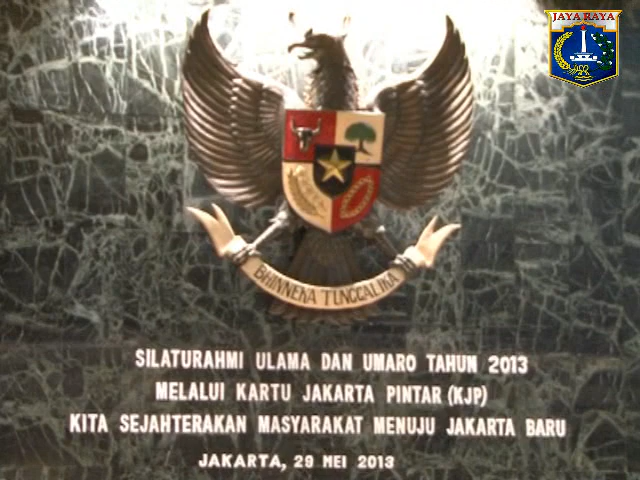 JAYA RAYA
BHINNEKA TUNGGAL IKA
SILATURAHMI ULAMA DAN UMARO TAHUN 2013
MELALUI KARTU JAKARTA PINTAR (KJP)
KITA SEJAHTERAKAN MASYARAKAT MENUJU JAKARTA BARU
JAKARTA, 29 MEI 2013